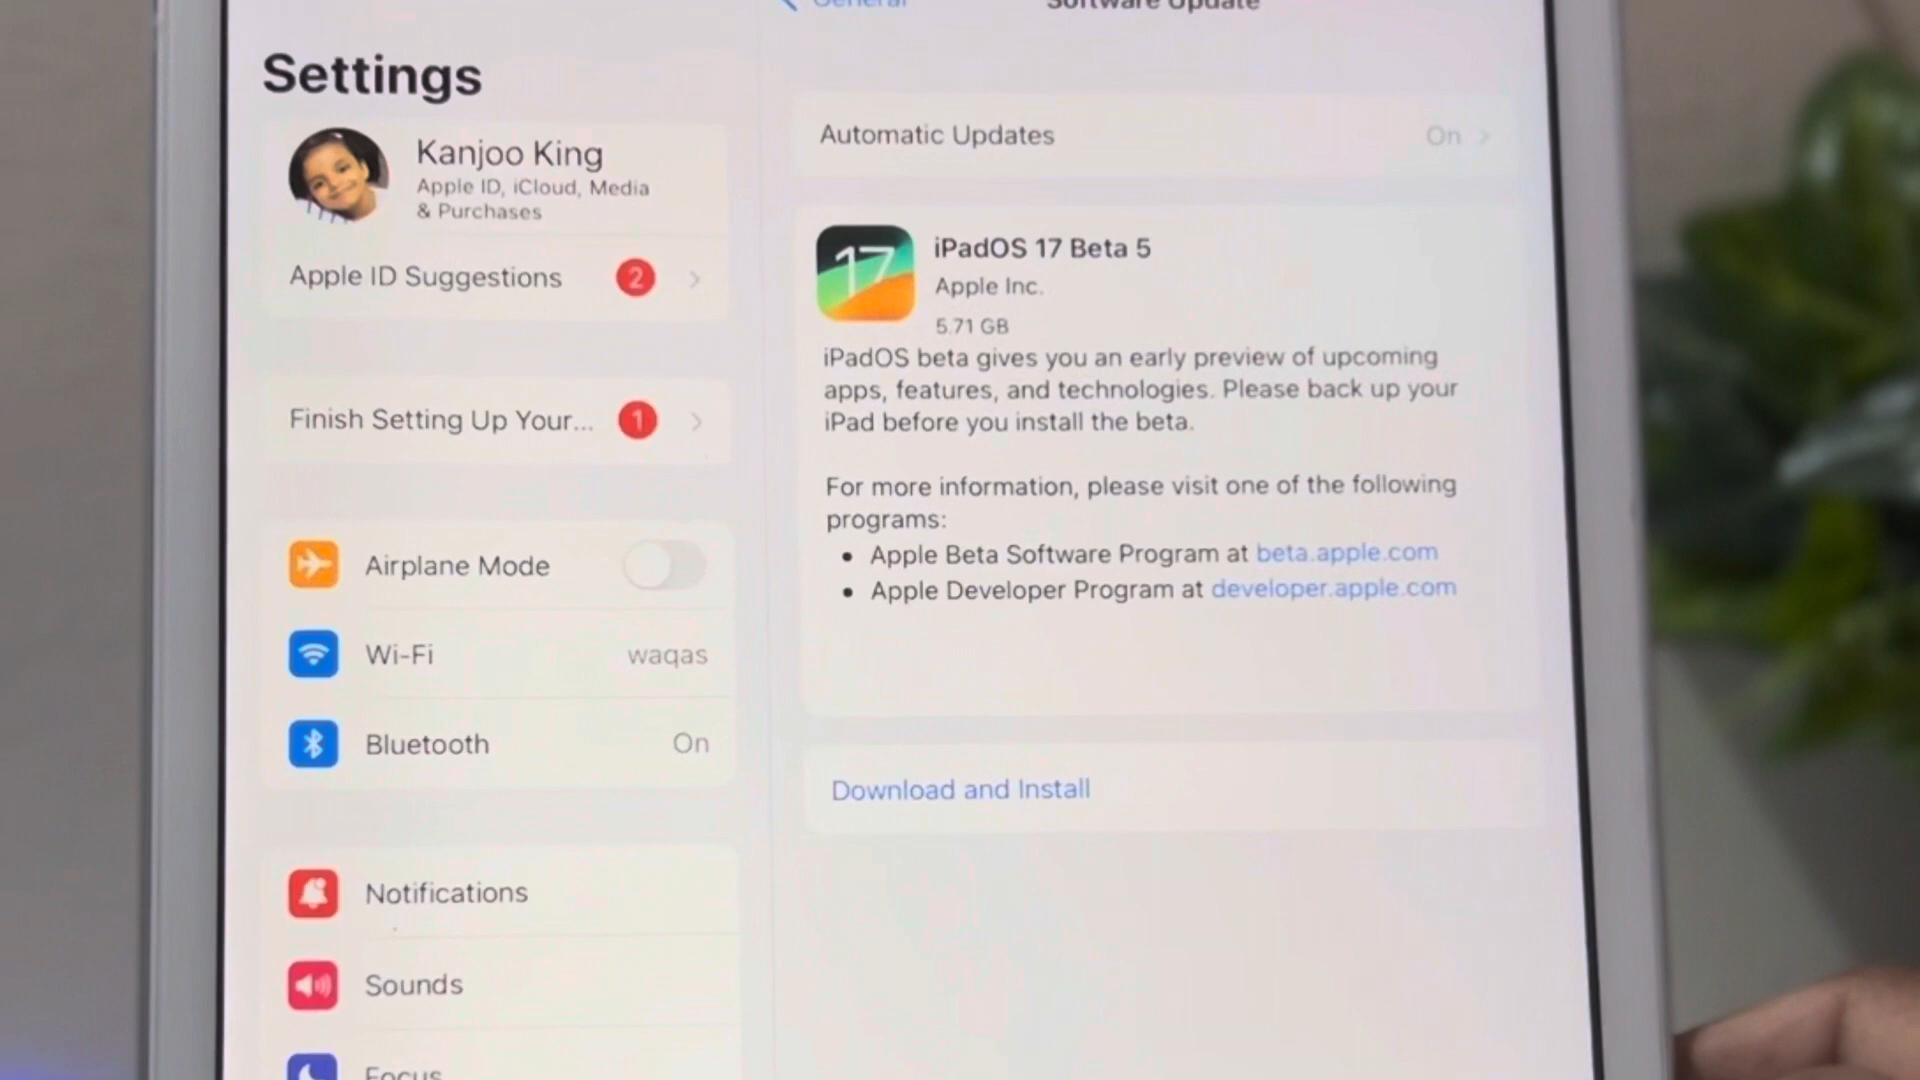 General
Software Update
Settings
Kanjoo King
Apple ID, iCloud, Media
& Purchases
Apple ID Suggestions
2
Finish Setting Up Your...
1
Airplane Mode
Wi-Fi
waqas
Bluetooth
On
Notifications
Sounds
Focus
Automatic Updates
On
17
iPadOS 17 Beta 5
Apple Inc.
5.71 GB
iPadOS beta gives you an early preview of upcoming
apps, features, and technologies. Please back up your
iPad before you install the beta.
For more information, please visit one of the following
programs:
• Apple Beta Software Program at beta.apple.com
• Apple Developer Program at developer.apple.com
Download and Install